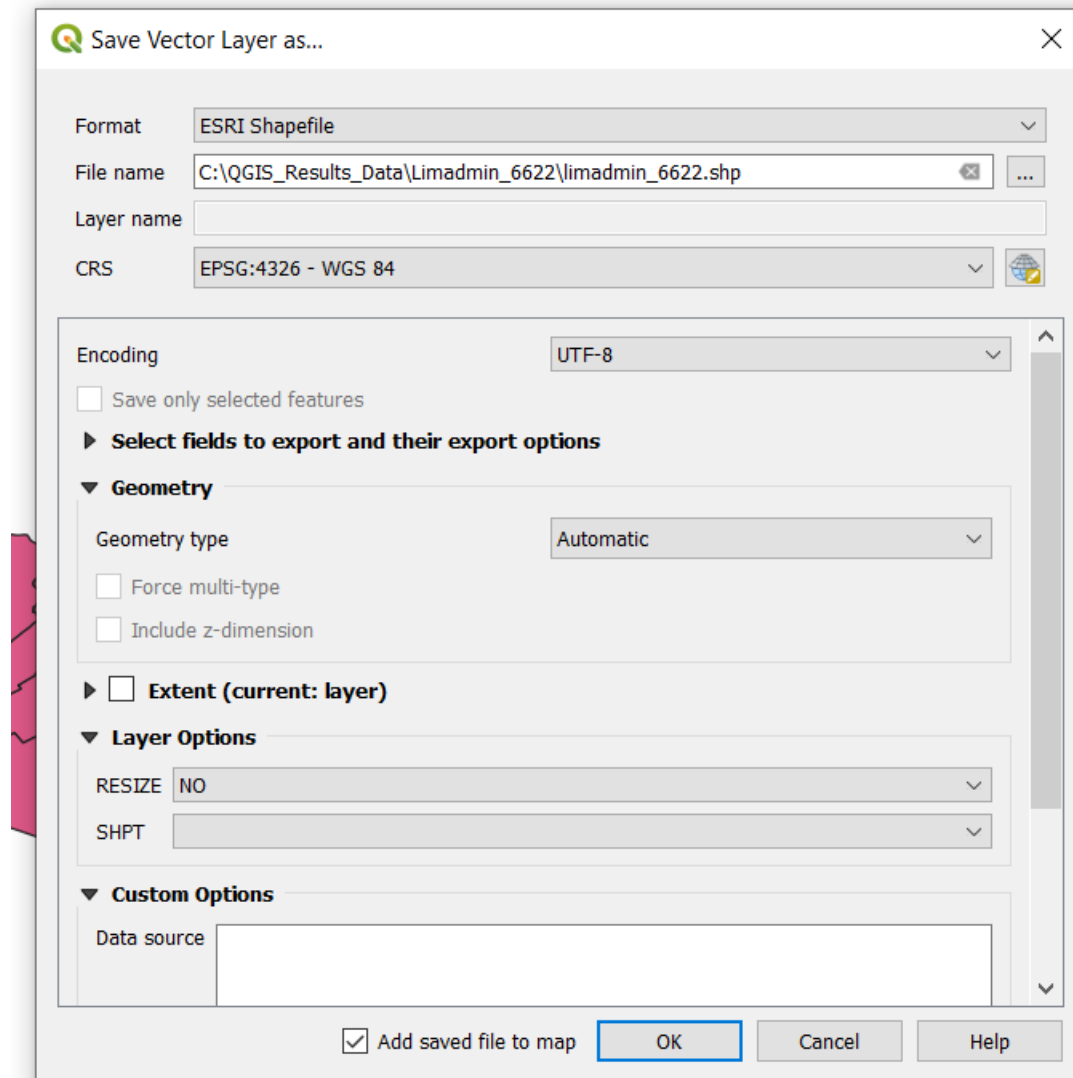 Save Vector Layer as...
Format ESRI Shapefile
File name C:\QGIS_Results_Data\Limadmin_6622\limadmin_6622.shp ...
Layer name
CRS EPSG:4326 - WGS 84
Encoding UTF-8
Save only selected features
Select fields to export and their export options
Geometry
Geometry type Automatic
Force multi-type
Include z-dimension
Extent (current: layer)
Layer Options
RESIZE NO
SHPT
Custom Options
Data source
Add saved file to map OK Cancel Help